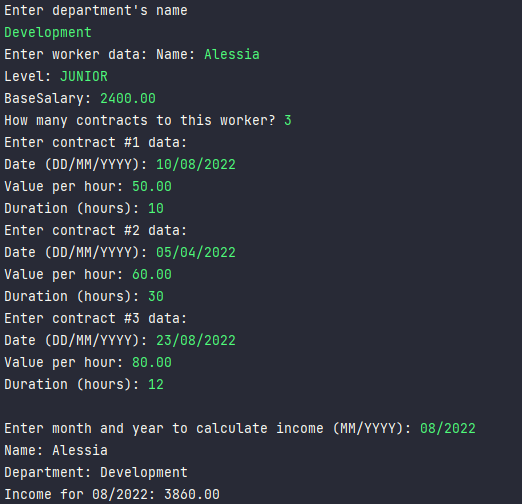 Enter department's name
Development
Enter worker data: Name: Alessia
Level: JUNIOR
BaseSalary: 2400.00
How many contracts to this worker? 3
Enter contract #1 data:
Date (DD/MM/YYYY): 10/08/2022
Value per hour: 50.00
Duration (hours): 10
Enter contract #2 data:
Date (DD/MM/YYYY): 05/04/2022
Value per hour: 60.00
Duration (hours): 30
Enter contract #3 data:
Date (DD/MM/YYYY): 23/08/2022
Value per hour: 80.00
Duration (hours): 12
Enter month and year to calculate income (MM/YYYY): 08/2022
Name: Alessia
Department: Development
Income for 08/2022: 3860.00